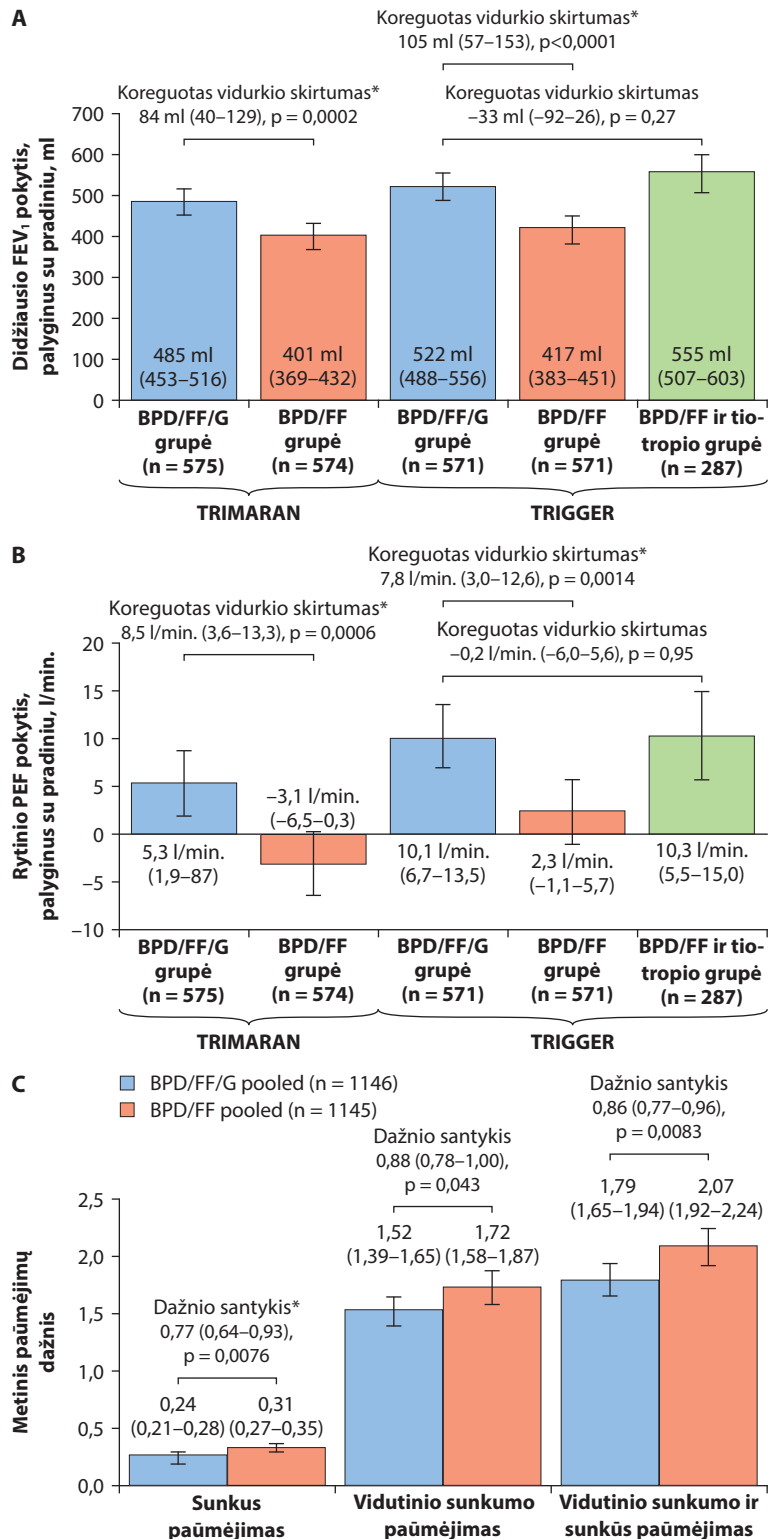 A
Koreguotas vidurkio skirtumas*
105 ml (57–153), p<0,0001
Koreguotas vidurkio skirtumas*
84 ml (40–129), p = 0,0002
Koreguotas vidurkio skirtumas
–33 ml (–92–26), p = 0,27
Didžiausio FEV₁ pokytis,
palyginus su pradiniu, ml
700
600
500
400
300
200
100
0
485 ml
(453–516)
401 ml
(369–432)
522 ml
(488–556)
417 ml
(383–451)
555 ml
(507–603)
BPD/FF/G
grupė
(n = 575)
BPD/FF
grupė
(n = 574)
BPD/FF/G
grupė
(n = 571)
BPD/FF
grupė
(n = 571)
BPD/FF ir tio-
tropio grupė
(n = 287)
TRIMARAN
TRIGGER
B
Koreguotas vidurkio skirtumas*
7,8 l/min. (3,0–12,6), p = 0,0014
Koreguotas vidurkio skirtumas*
8,5 l/min. (3,6–13,3), p = 0,0006
Koreguotas vidurkio skirtumas
–0,2 l/min. (–6,0–5,6), p = 0,95
Rytinio PEF pokytis,
palyginus su pradiniu, l/min.
20
15
10
5
0
–5
–10
5,3 l/min.
(1,9–87)
–3,1 l/min.
(–6,5–0,3)
10,1 l/min.
(6,7–13,5)
2,3 l/min.
(–1,1–5,7)
10,3 l/min.
(5,5–15,0)
BPD/FF/G
grupė
(n = 575)
BPD/FF
grupė
(n = 574)
BPD/FF/G
grupė
(n = 571)
BPD/FF
grupė
(n = 571)
BPD/FF ir tio-
tropio grupė
(n = 287)
TRIMARAN
TRIGGER
C
BPD/FF/G pooled (n = 1146)
BPD/FF pooled (n = 1145)
Metinis paūmėjimų
dažnis
2,5
2,0
1,5
1,0
0,5
0,0
Dažnio santykis*
0,77 (0,64–0,93),
p = 0,0076
0,24
(0,21–0,28)
0,31
(0,27–0,35)
Dažnio santykis
0,88 (0,78–1,00),
p = 0,043
1,52
(1,39–1,65)
1,72
(1,58–1,87)
Dažnio santykis
0,86 (0,77–0,96),
p = 0,0083
1,79
(1,65–1,94)
2,07
(1,92–2,24)
Sunkus
paūmėjimas
Vidutinio sunkumo
paūmėjimas
Vidutinio sunkumo ir
sunkūs paūmėjimas